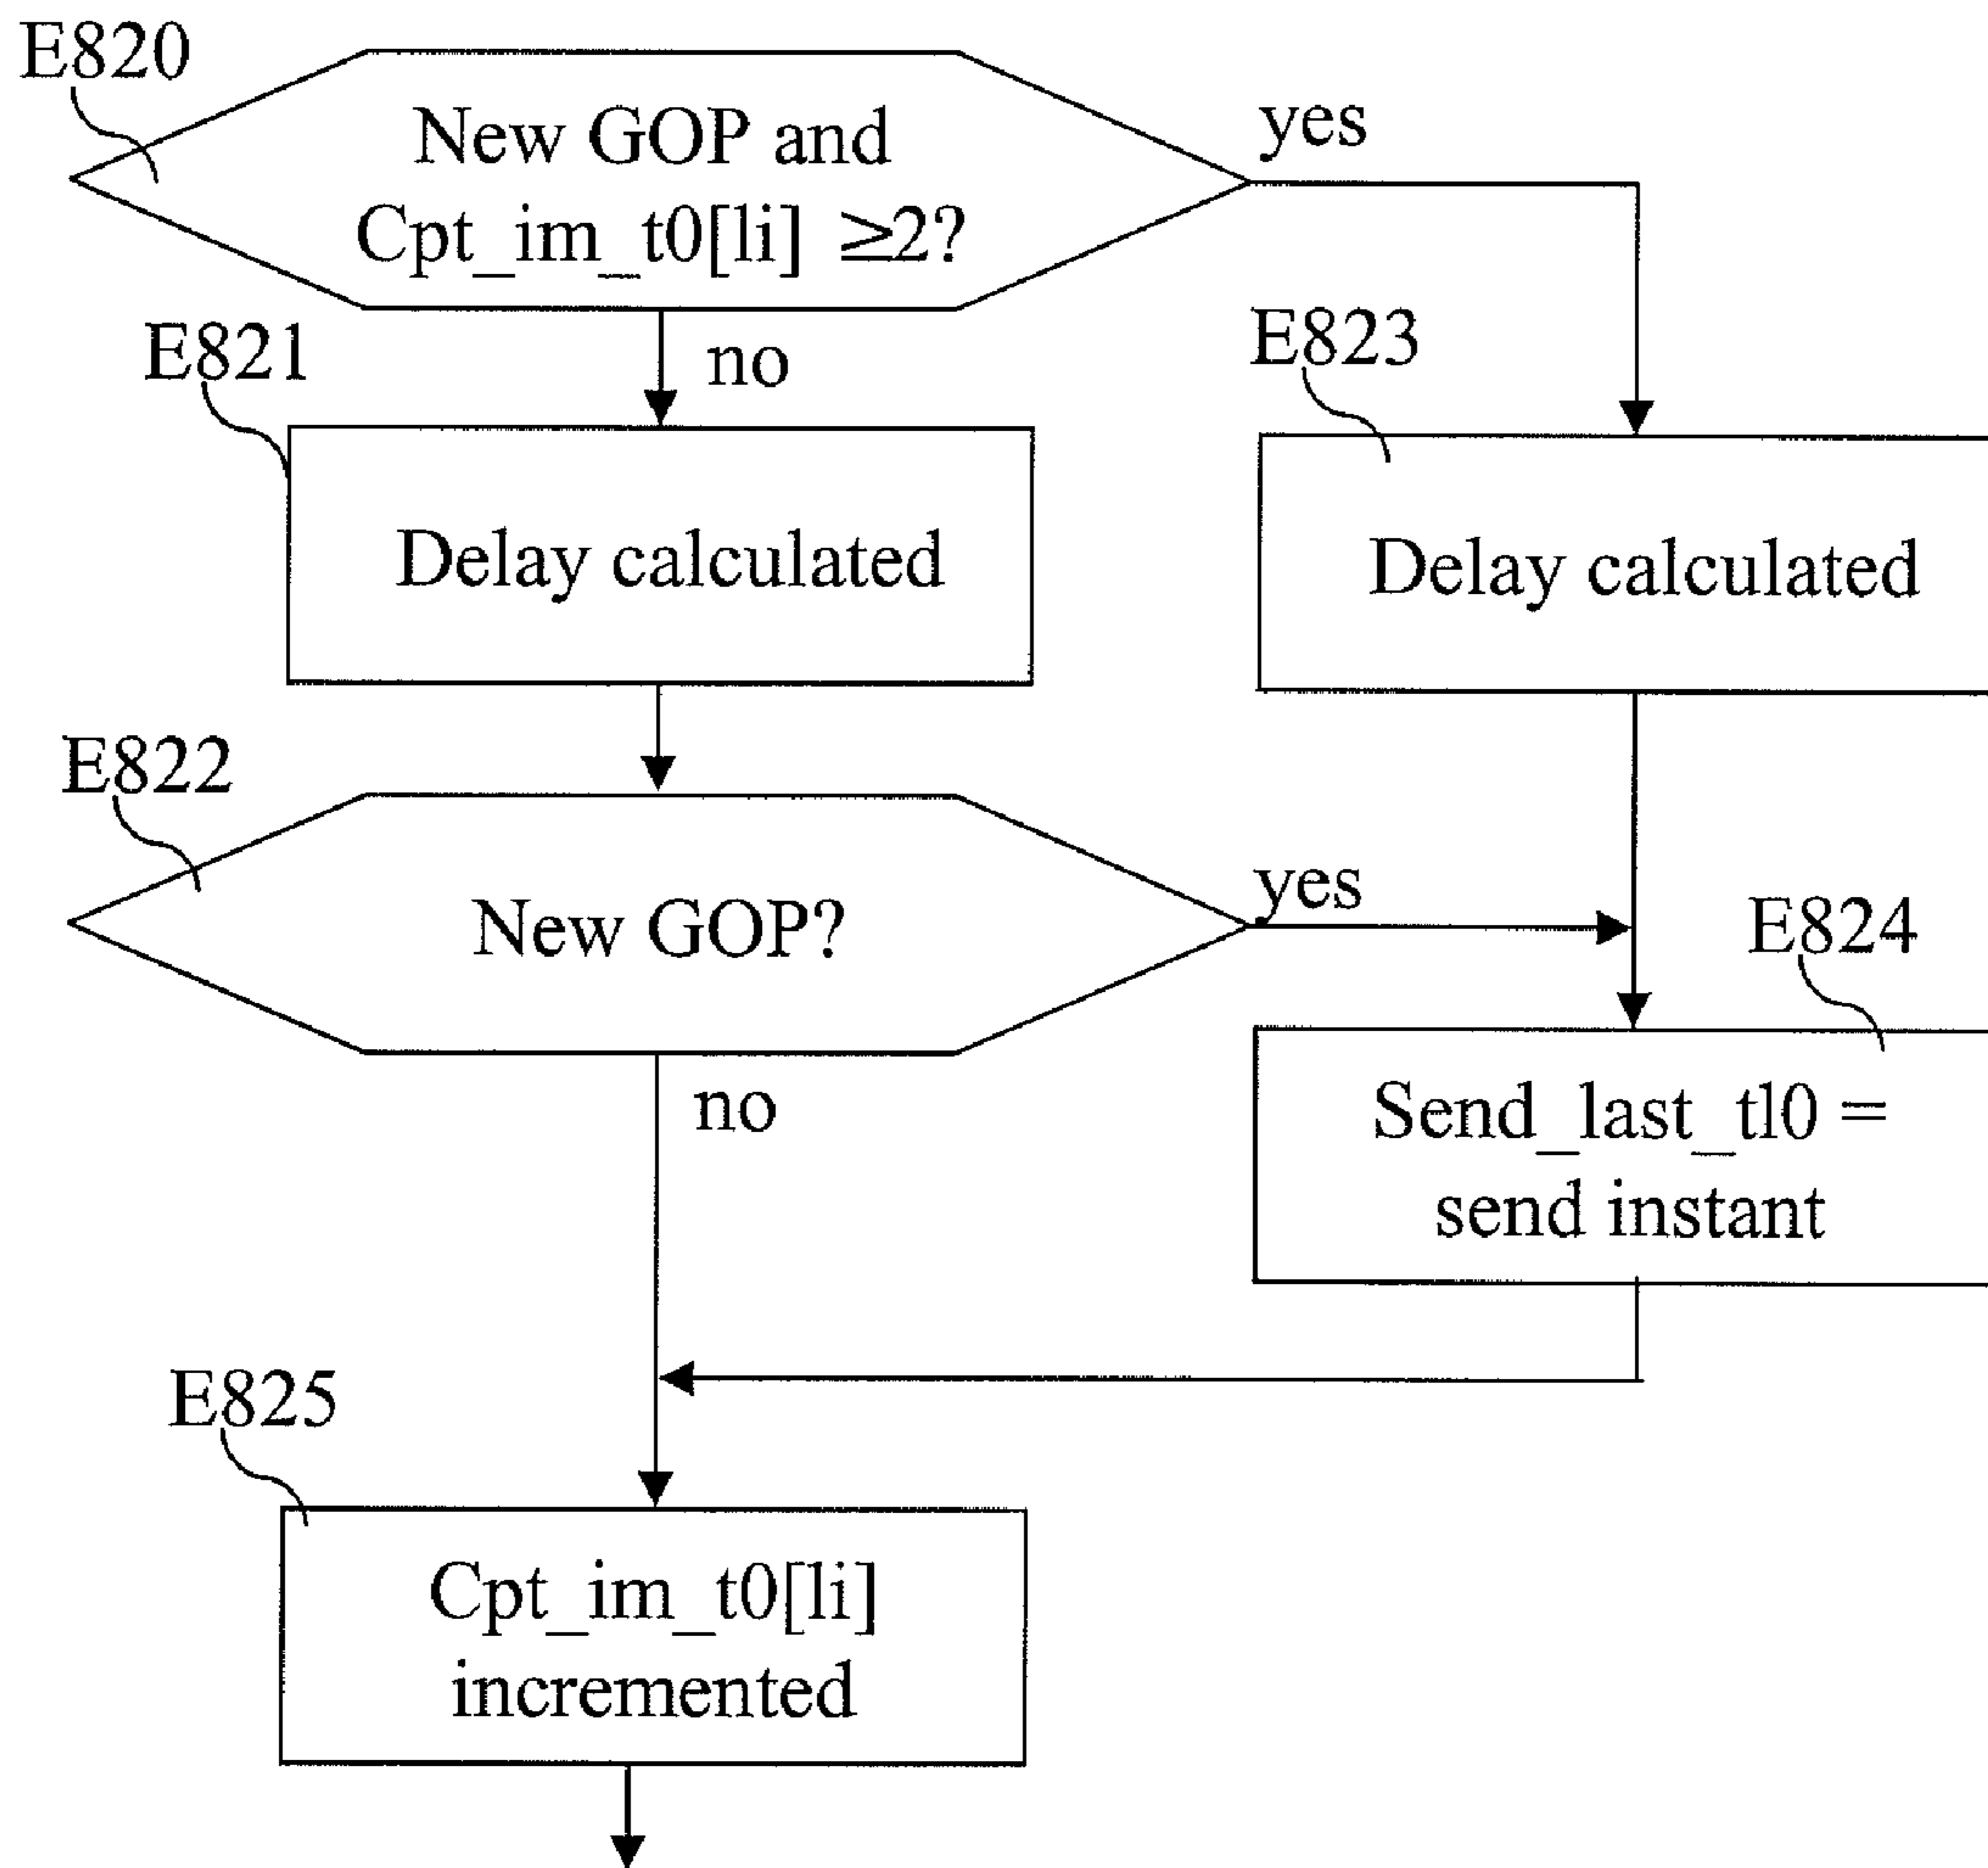 E820
New GOP and
Cpt_im_t0[li] ≥2?
yes
E821
no
E823
Delay calculated
Delay calculated
E822
New GOP?
yes
E824
no
Send_last_tl0 =
send instant
E825
Cpt_im_t0[li]
incremented